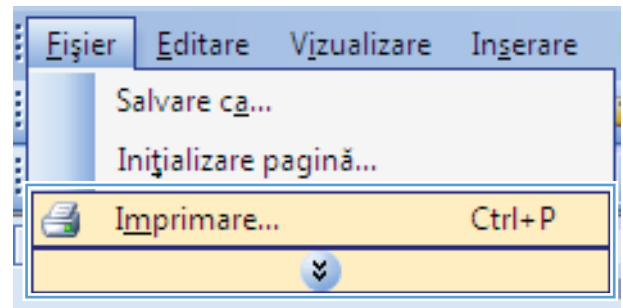 Fişier Editare Vizualizare Inserare
Salvare ca...
Iniţializare pagină...
Imprimare... Ctrl+P